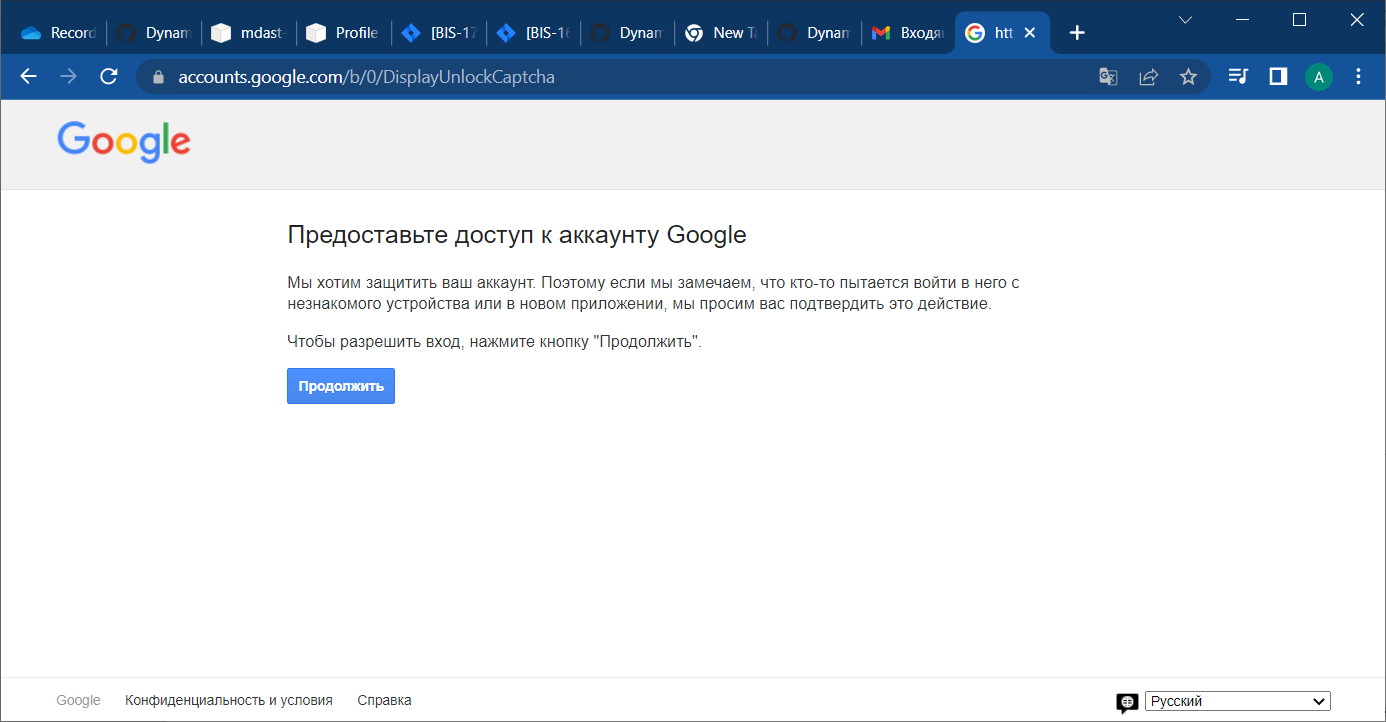 Record
Dynam
mdast-
Profile
[BIS-17
[BIS-16
Dynam
New Ta
Dynam
Входящ
htt
accounts.google.com/b/0/DisplayUnlockCaptcha
A
Google
Предоставьте доступ к аккаунту Google
Мы хотим защитить ваш аккаунт. Поэтому если мы замечаем, что кто-то пытается войти в него с
незнакомого устройства или в новом приложении, мы просим вас подтвердить это действие.
Чтобы разрешить вход, нажмите кнопку "Продолжить".
Продолжить
Google Конфиденциальность и условия Справка
Русский